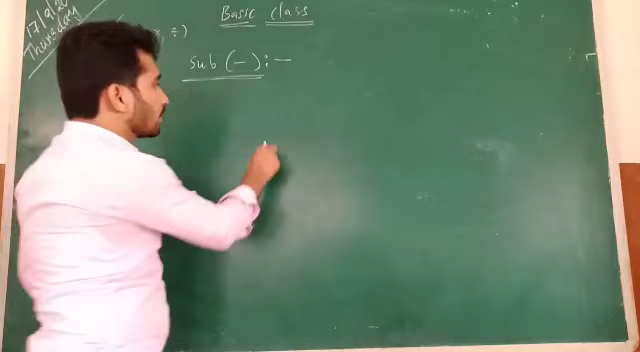 17/9/20
Thursday
Basic class
×, ÷)
sub (–) :–